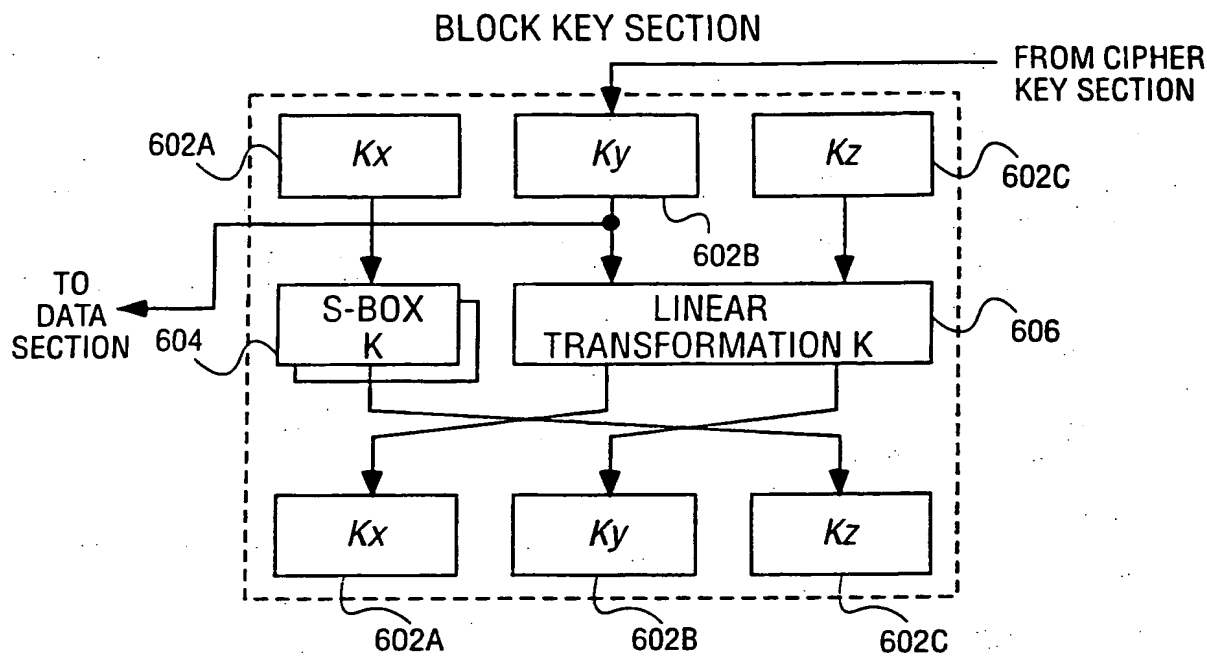 BLOCK KEY SECTION
FROM CIPHER
KEY SECTION
602A
Kx
Ky
Kz
602C
602B
TO
DATA
SECTION
604
S-BOX
K
LINEAR
TRANSFORMATION K
606
Kx
Ky
Kz
602A
602B
602C